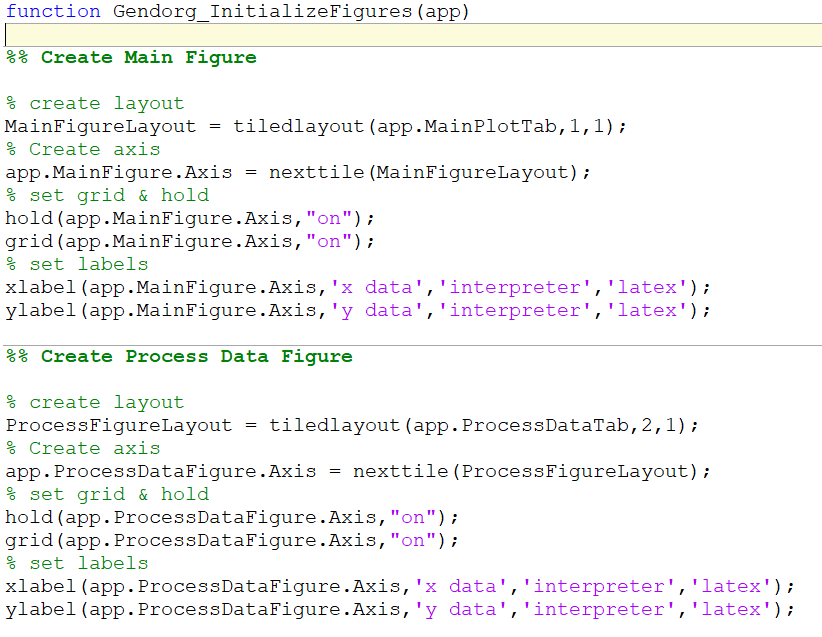 function Gendorg_InitializeFigures(app)
%% Create Main Figure
% create layout
MainFigureLayout = tiledlayout(app.MainPlotTab,1,1);
% Create axis
app.MainFigure.Axis = nexttile(MainFigureLayout);
% set grid & hold
hold(app.MainFigure.Axis,"on");
grid(app.MainFigure.Axis,"on");
% set labels
xlabel(app.MainFigure.Axis,'x data','interpreter','latex');
ylabel(app.MainFigure.Axis,'y data','interpreter','latex');
%% Create Process Data Figure
% create layout
ProcessFigureLayout = tiledlayout(app.ProcessDataTab,2,1);
% Create axis
app.ProcessDataFigure.Axis = nexttile(ProcessFigureLayout);
% set grid & hold
hold(app.ProcessDataFigure.Axis,"on");
grid(app.ProcessDataFigure.Axis,"on");
% set labels
xlabel(app.ProcessDataFigure.Axis,'x data','interpreter','latex');
ylabel(app.ProcessDataFigure.Axis,'y data','interpreter','latex');